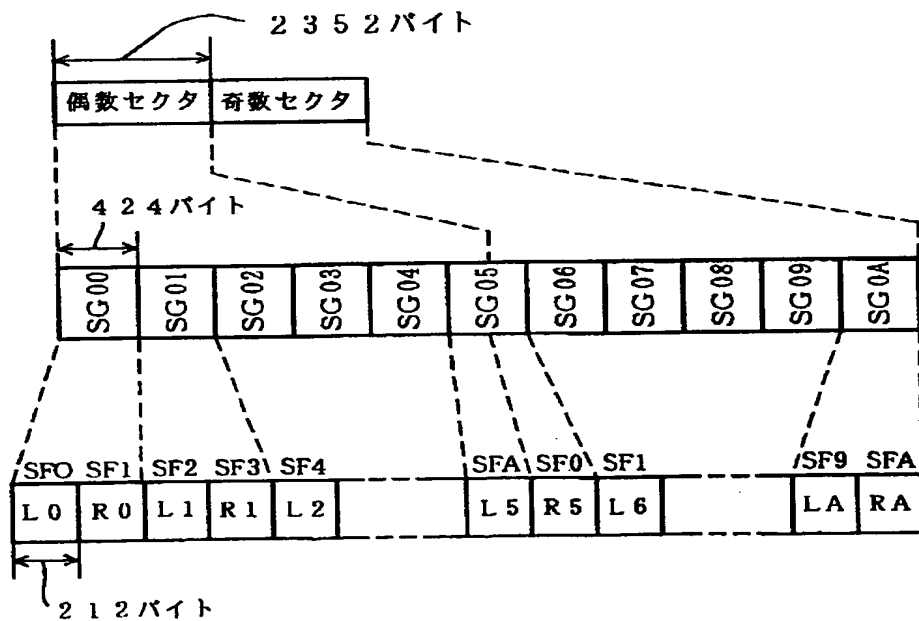 ２３５２バイト
偶数セクタ 奇数セクタ
４２４バイト
SG00 SG01 SG02 SG03 SG04 SG05 SG06 SG07 SG08 SG09 SG0A
SF0 SF1 SF2 SF3 SF4 SFA SF0 SF1 SF9 SFA
L0 R0 L1 R1 L2 L5 R5 L6 LA RA
２１２バイト